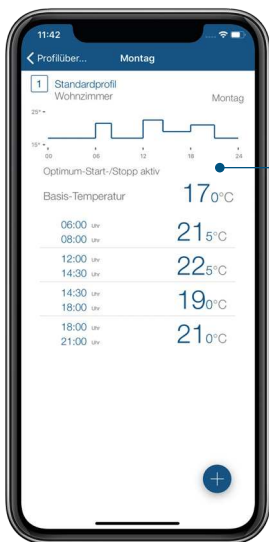 11:42
Profilüber... Montag
1 Standardprofil
Wohnzimmer Montag
25°
15°
00 06 12 18 24
Optimum-Start-/Stopp aktiv
Basis-Temperatur 17 0°C
06:00 Uhr
08:00 Uhr 21 5°C
12:00 Uhr
14:30 Uhr 22 5°C
14:30 Uhr
18:00 Uhr 19 0°C
18:00 Uhr
21:00 Uhr 21 0°C
+